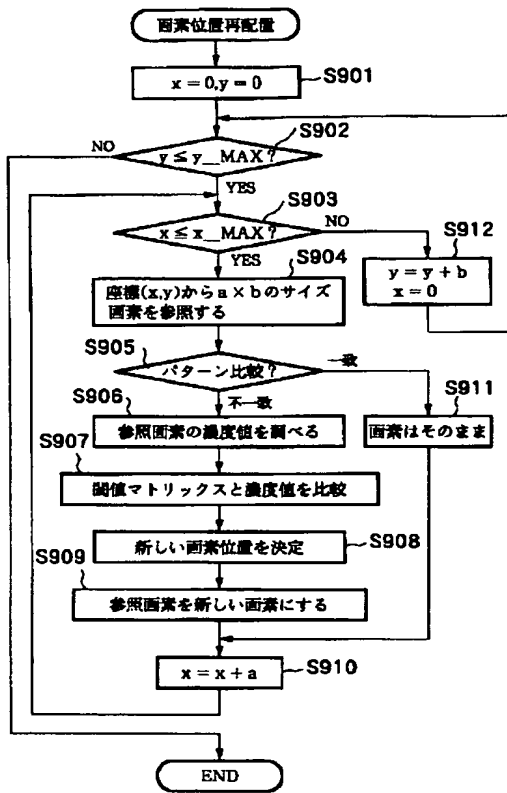 画素位置再配置
x=0,y=0
S901
S902
NO
y≤y_MAX?
YES
S903
x≤x_MAX?
NO
YES
S904
S912
y=y+b
x=0
座標(x,y)からa×bのサイズ
画素を参照する
S905
パターン比較?
一致
不一致
S906
参照画素の濃度値を調べる
S911
画素はそのまま
S907
閾値マトリックスと濃度値を比較
新しい画素位置を決定
S908
S909
参照画素を新しい画素にする
x=x+a
S910
END